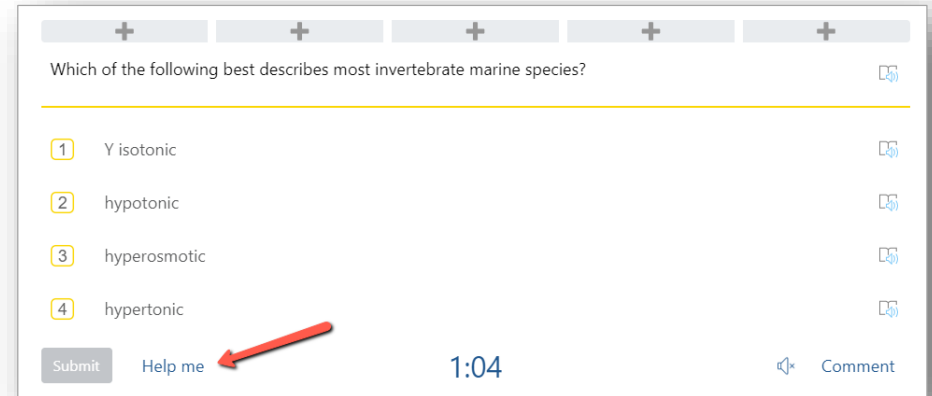 Which of the following best describes most invertebrate marine species?
1 Y isotonic
2 hypotonic
3 hyperosmotic
4 hypertonic
Submit Help me 1:04 Comment